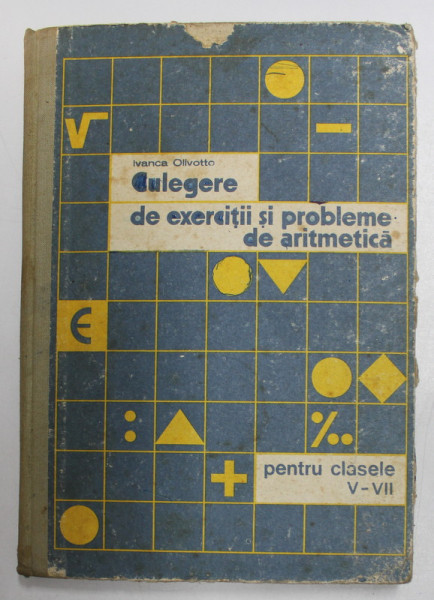 √
−
Ivanca Olivotto
Culegere
de exerciții și probleme
de aritmetică
∈
:
‰
+
pentru clasele
V-VII